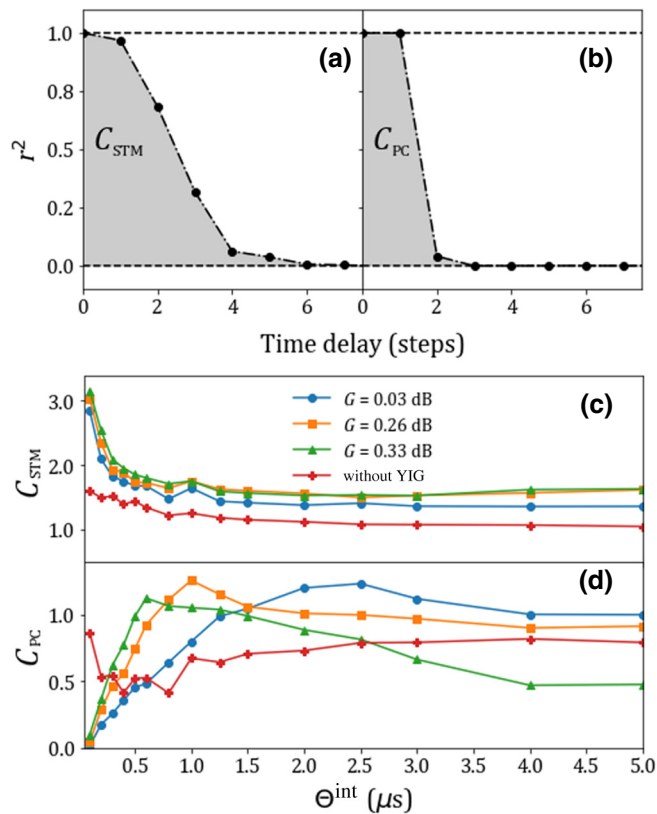 1.0
0.8
0.5
0.2
0.0
r²
(a)
C_STM
(b)
C_PC
0 2 4 6 0 2 4 6
Time delay (steps)
3.0
2.0
1.0
C_STM
G = 0.03 dB
G = 0.26 dB
G = 0.33 dB
without YIG
(c)
1.0
0.5
0.0
C_PC
(d)
0.5 1.0 1.5 2.0 2.5 3.0 3.5 4.0 4.5 5.0
Θ^int (μs)